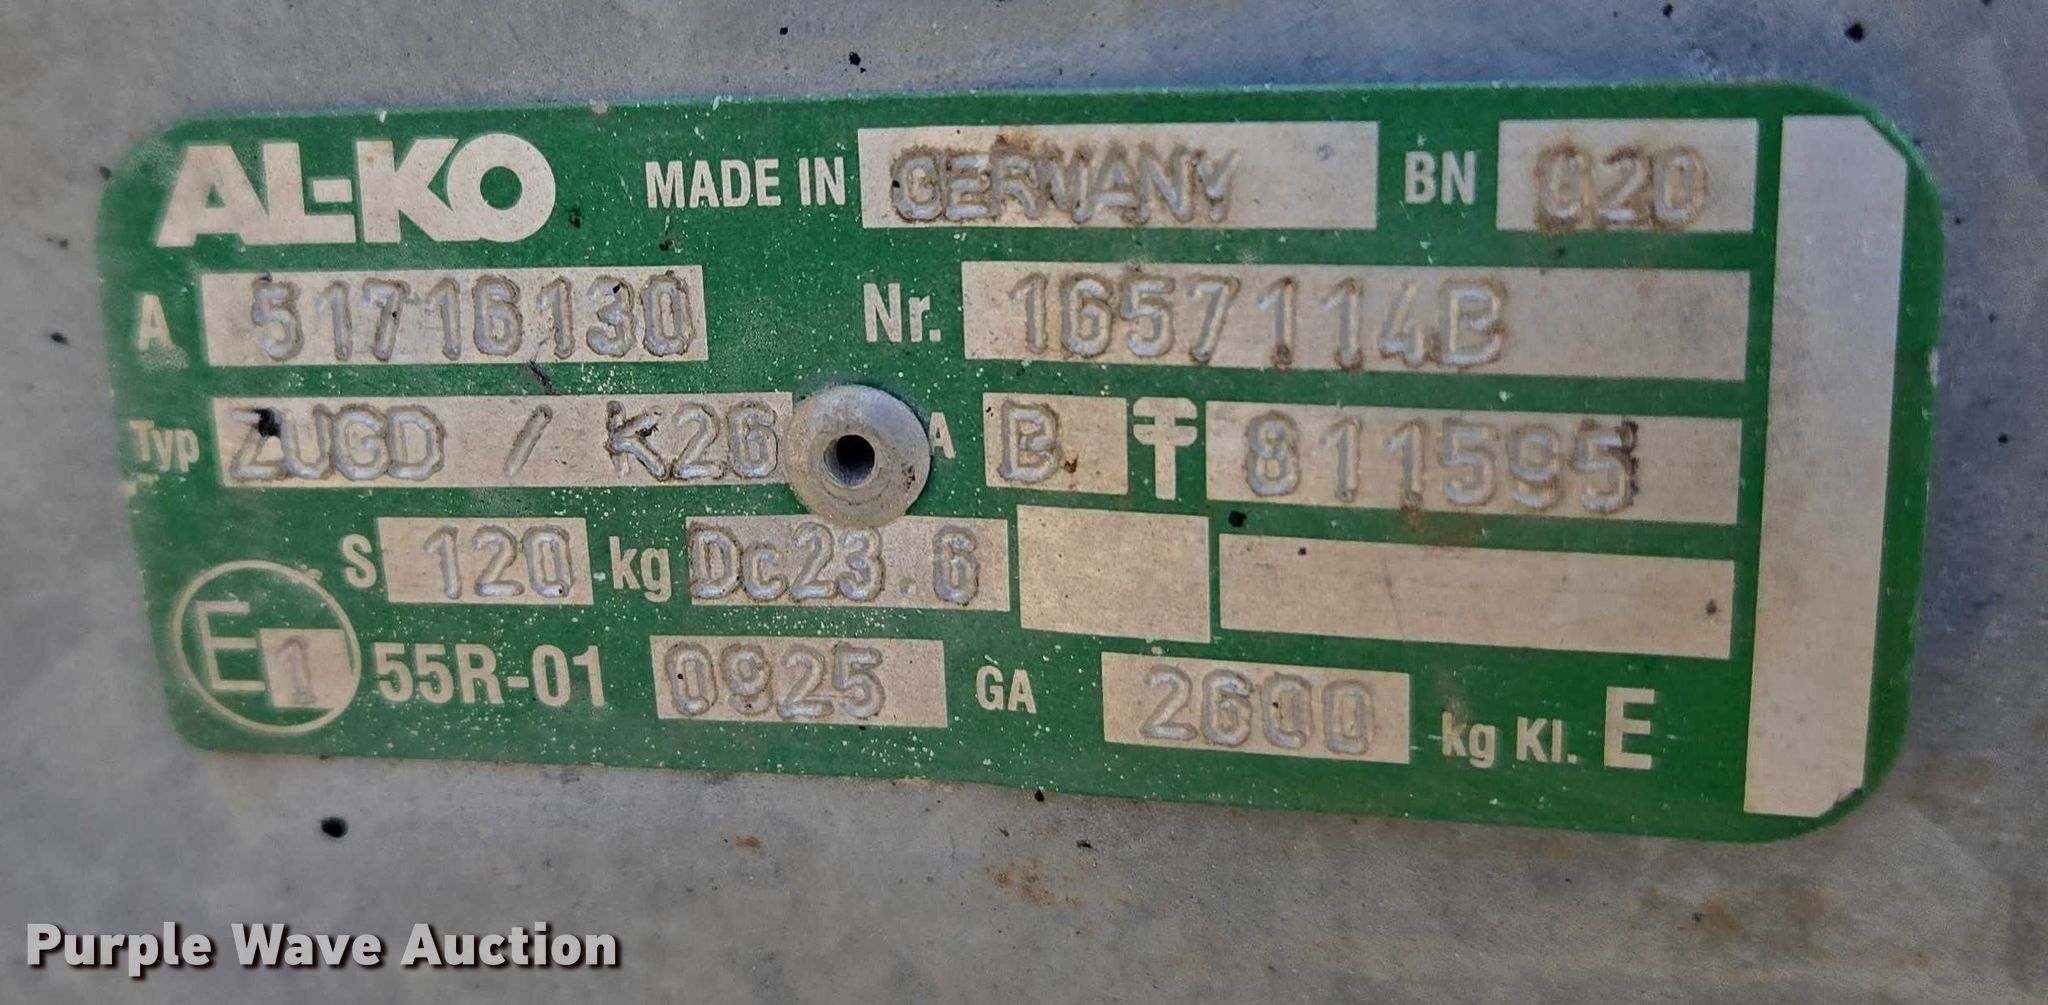 AL-KO MADE IN GERMANY BN 020
A 51716130 Nr. 1657114B
Typ ZUGD / K26 A B 811595
S 120 kg Dc23.6
E 1 55R-01 0925 GA 2600 kg Kl. E
Purple Wave Auction